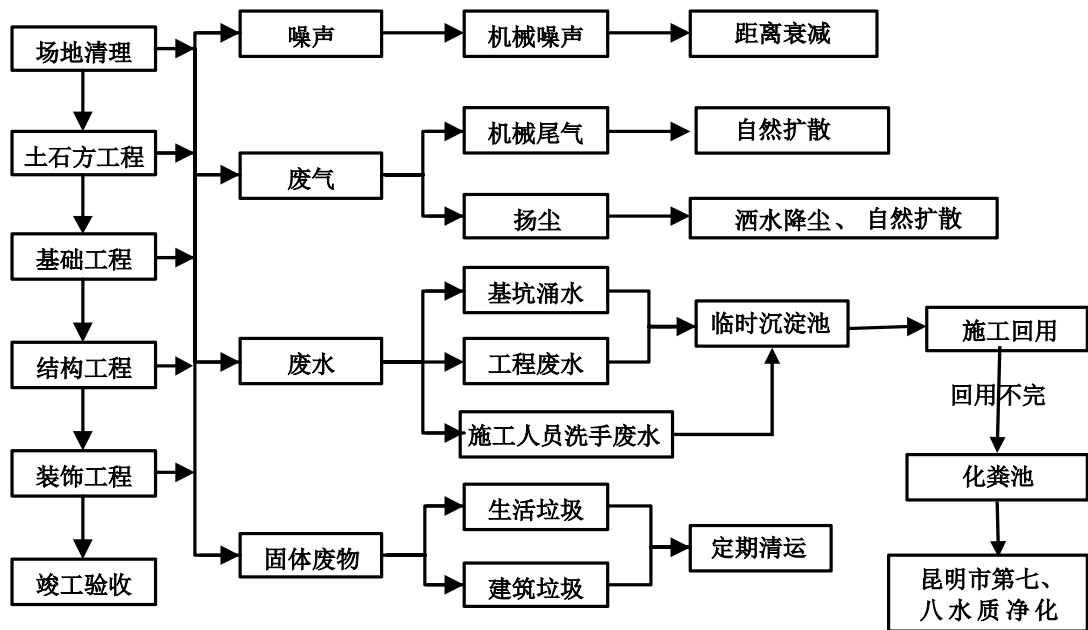 场地清理
噪声
机械噪声
距离衰减
土石方工程
废气
机械尾气
自然扩散
扬尘
洒水降尘、自然扩散
基础工程
基坑涌水
临时沉淀池
施工回用
结构工程
废水
工程废水
回用不完
施工人员洗手废水
装饰工程
化粪池
生活垃圾
固体废物
定期清运
竣工验收
建筑垃圾
昆明市第七、
八水质净化